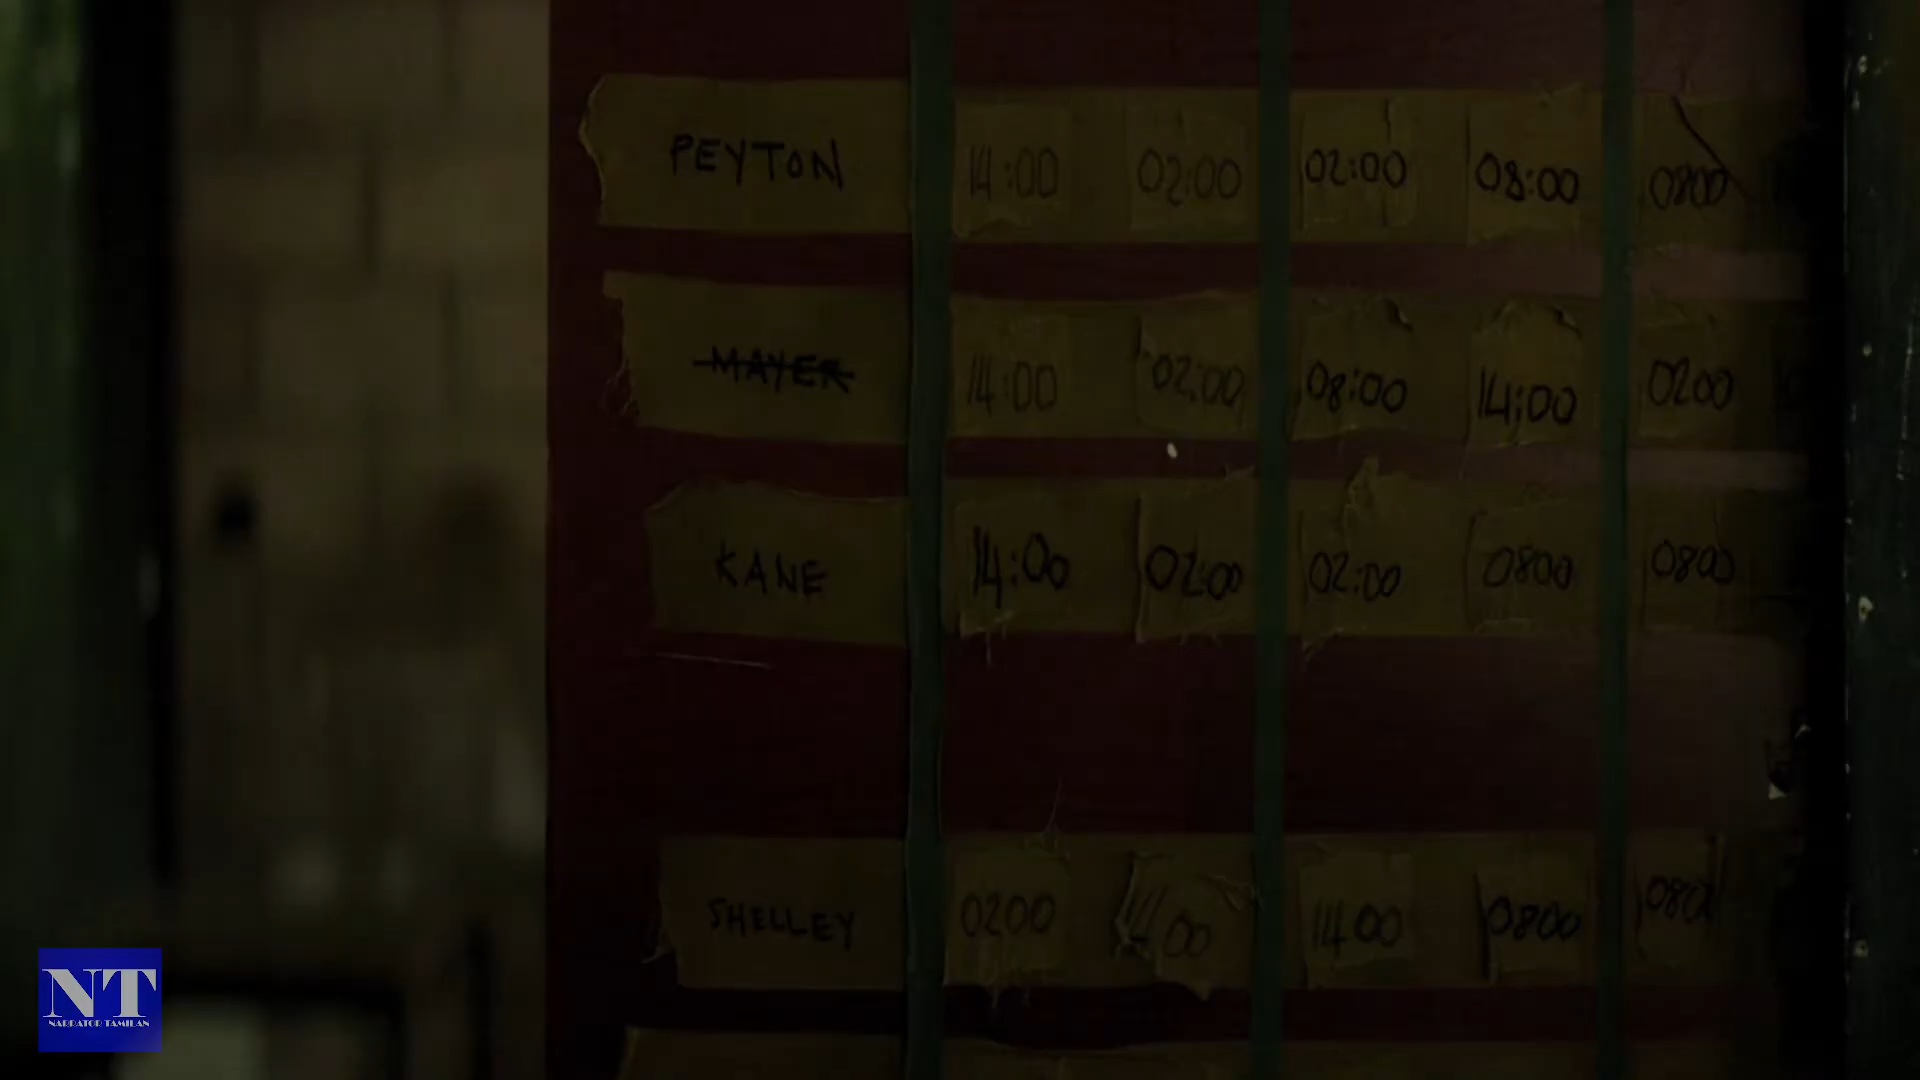 PEYTON 14:00 02:00 02:00 08:00 0800
MAYER 14:00 02:00 08:00 14:00 0200
KANE 14:00 02:00 02:00 0800 0800
SHELLEY 0200 14 00 14 00 0800 0800
NT
NARRATOR TAMILAN